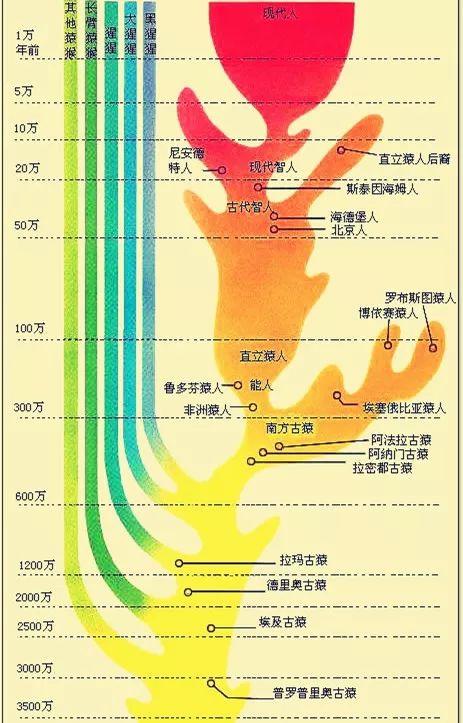 其他猿猴
长臂猿猴
猩猩
大猩猩
黑猩猩
现代人
1万
年前
5万
10万
尼安德
特人
现代智人
直立猿人后裔
20万
斯泰因海姆人
古代智人
海德堡人
北京人
50万
罗布斯图猿人
博依赛猿人
100万
直立猿人
鲁多芬猿人
能人
非洲猿人
埃塞俄比亚猿人
300万
南方古猿
阿法拉古猿
阿纳门古猿
拉密都古猿
600万
拉玛古猿
1200万
德里奥古猿
2000万
埃及古猿
2500万
3000万
普罗普里奥古猿
3500万